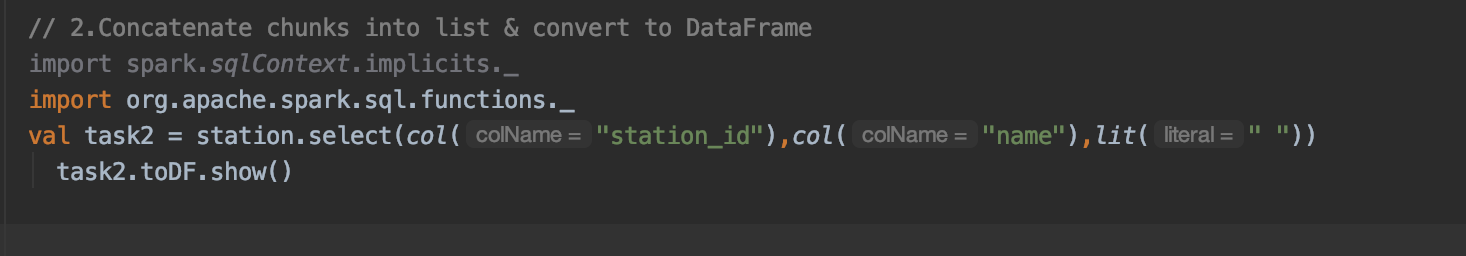 // 2.Concatenate chunks into list & convert to DataFrame
import spark.sqlContext.implicits._
import org.apache.spark.sql.functions._
val task2 = station.select(col( colName = "station_id"),col( colName = "name"),lit( literal = " "))
task2.toDF.show()